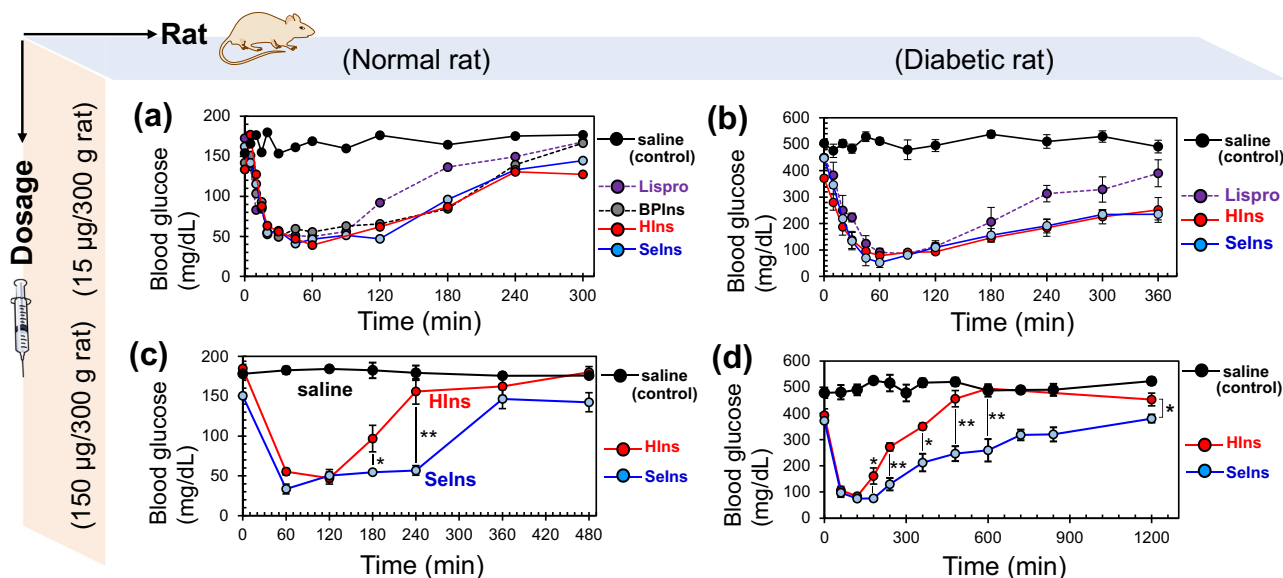 Rat
(Normal rat)
(Diabetic rat)
Dosage
(15 µg/300 g rat)
(150 µg/300 g rat)
(a)
Blood glucose
(mg/dL)
200
150
100
50
0
0 60 120 180 240 300
Time (min)
saline
(control)
Lispro
BPIns
HIns
SeIns
(b)
Blood glucose
(mg/dL)
600
500
400
300
200
100
0
0 60 120 180 240 300 360
Time (min)
saline
(control)
Lispro
HIns
SeIns
(c)
Blood glucose
(mg/dL)
200
150
100
50
0
0 60 120 180 240 300 360 420 480
Time (min)
saline
HIns
SeIns
*
**
saline
(control)
HIns
SeIns
(d)
Blood glucose
(mg/dL)
600
500
400
300
200
100
0
0 300 600 900 1200
Time (min)
*
**
*
**
**
*
saline
(control)
HIns
SeIns